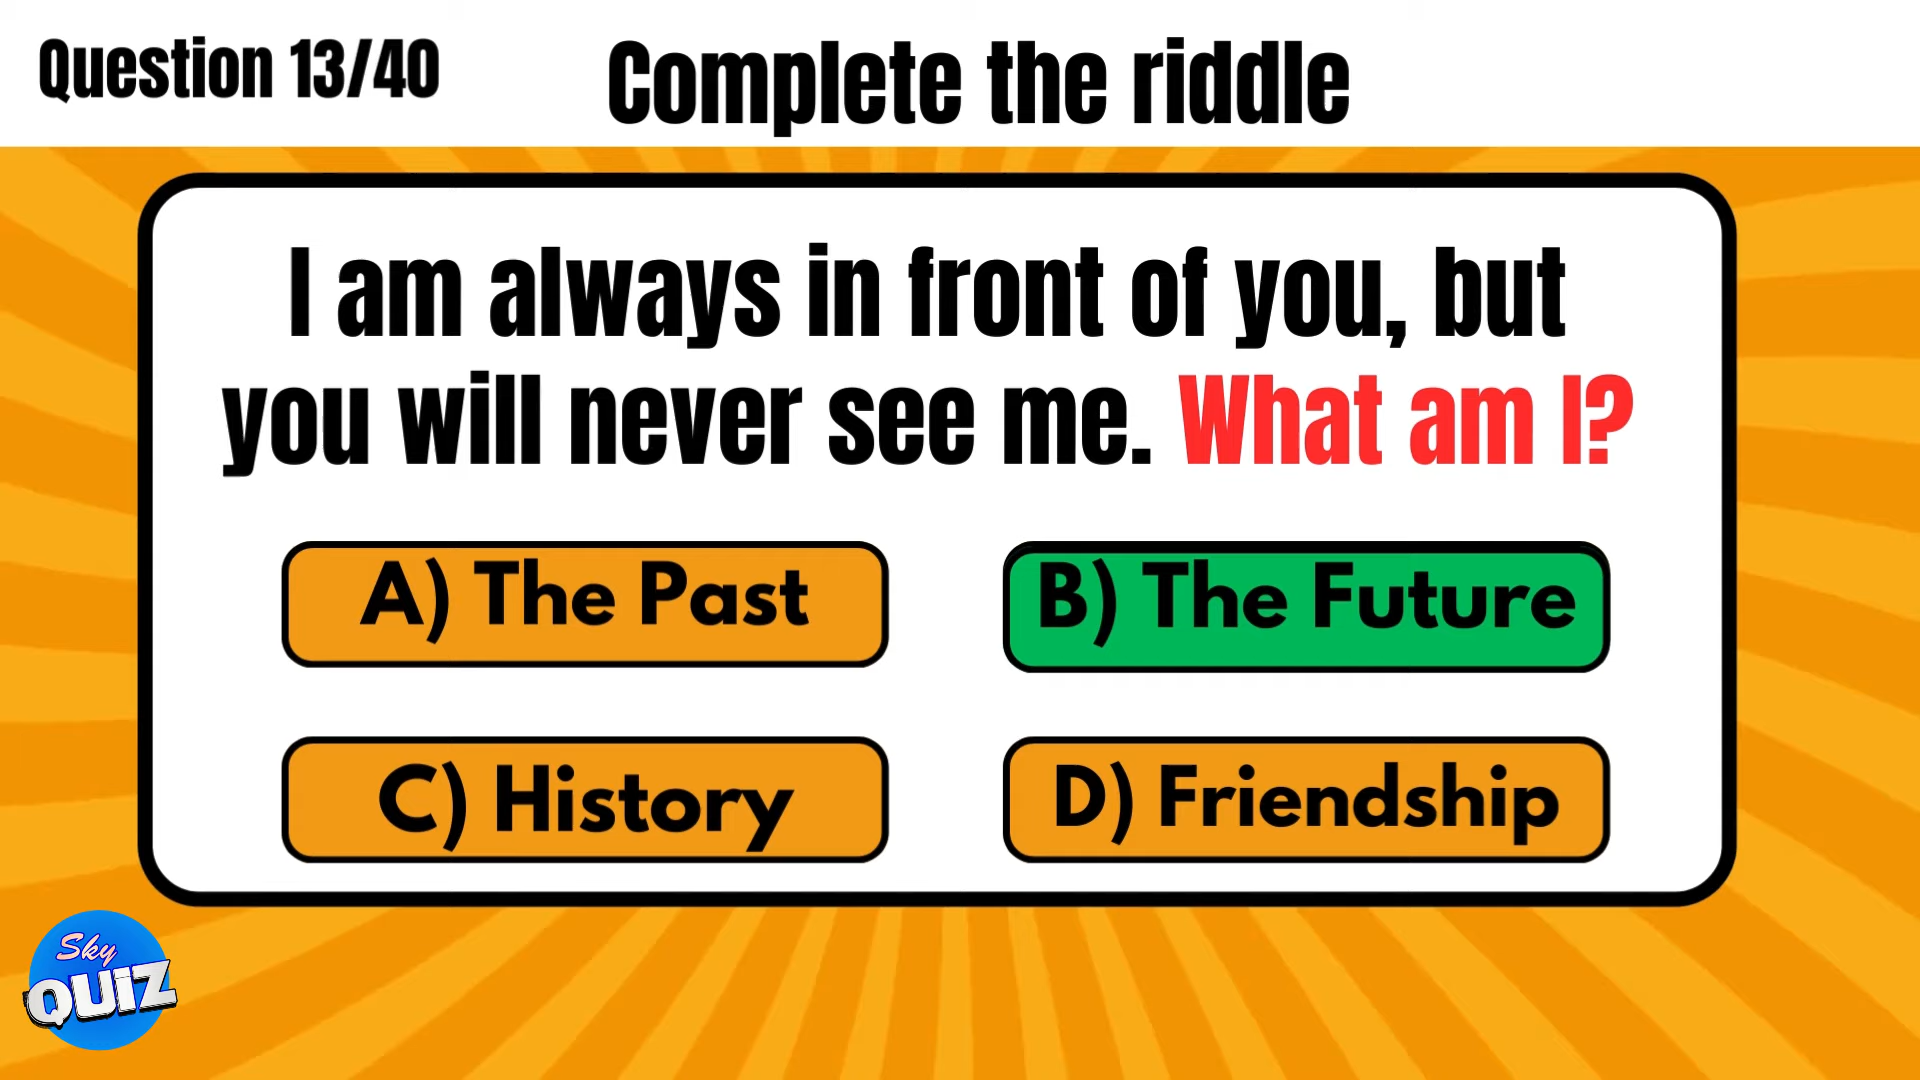 Question 13/40
Complete the riddle
I am always in front of you, but
you will never see me. What am I?
A) The Past
B) The Future
C) History
D) Friendship
Sky
QUIZ